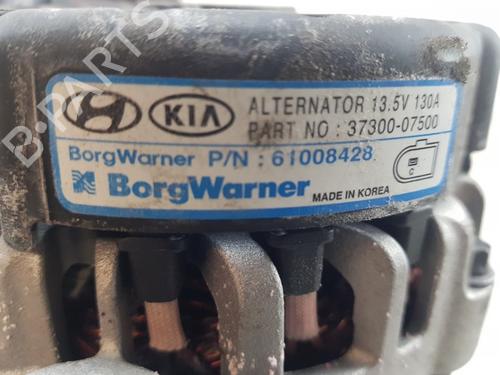 B-PARTS
KIA
ALTERNATOR 13.5V 130A
PART NO : 37300-07500
BorgWarner P/N : 61008428
C
BorgWarner
MADE IN KOREA